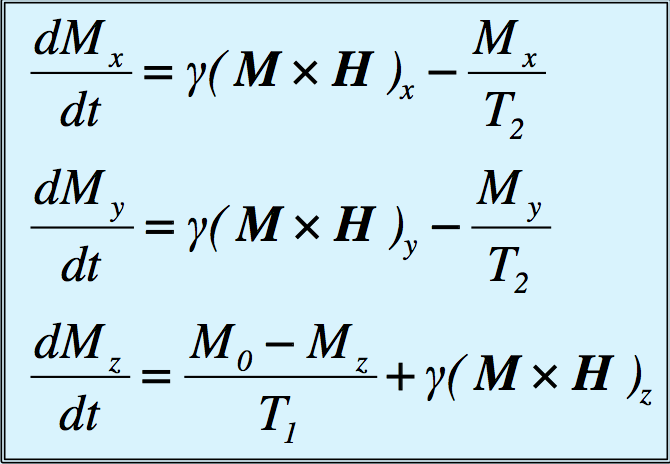 dM_x/dt = γ( M × H )_x − M_x/T_2
dM_y/dt = γ( M × H )_y − M_y/T_2
dM_z/dt = M_0 − M_z/T_1 + γ( M × H )_z